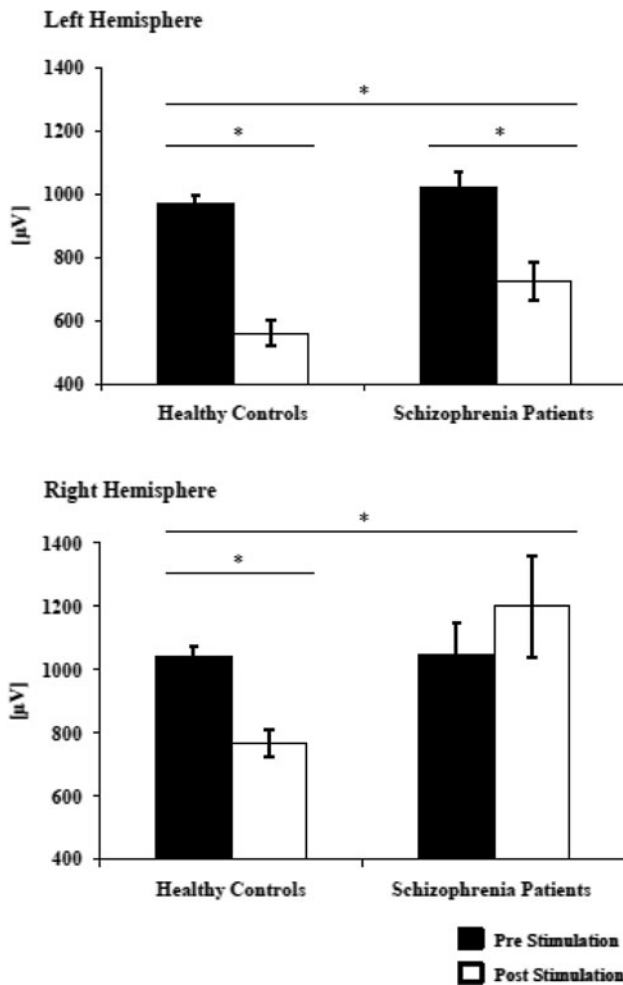 Left Hemisphere
1400
*
1200
* *
1000
[µV]
800
600
400
Healthy Controls Schizophrenia Patients
Right Hemisphere
*
1400
*
1200
1000
[µV]
800
600
400
Healthy Controls Schizophrenia Patients
Pre Stimulation
Post Stimulation